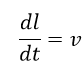 dl/dt = v